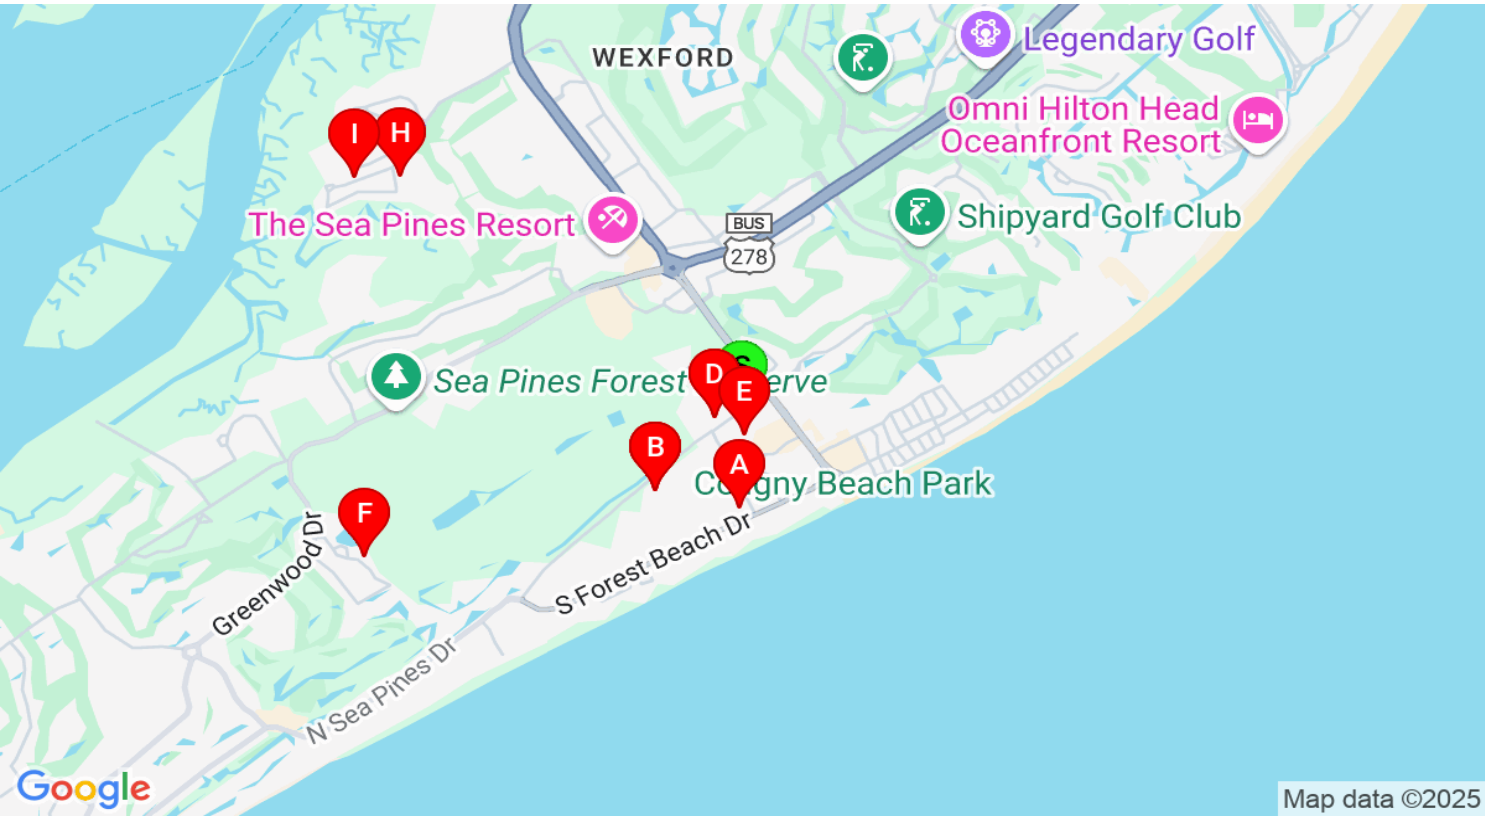 WEXFORD
Legendary Golf
Omni Hilton Head
Oceanfront Resort
I
H
BUS
278
The Sea Pines Resort
Shipyard Golf Club
D
E
Sea Pines Forest
erve
B
A
gny Beach Park
F
Greenwood Dr
S Forest Beach Dr
N Sea Pines Dr
Google
Map data ©2025